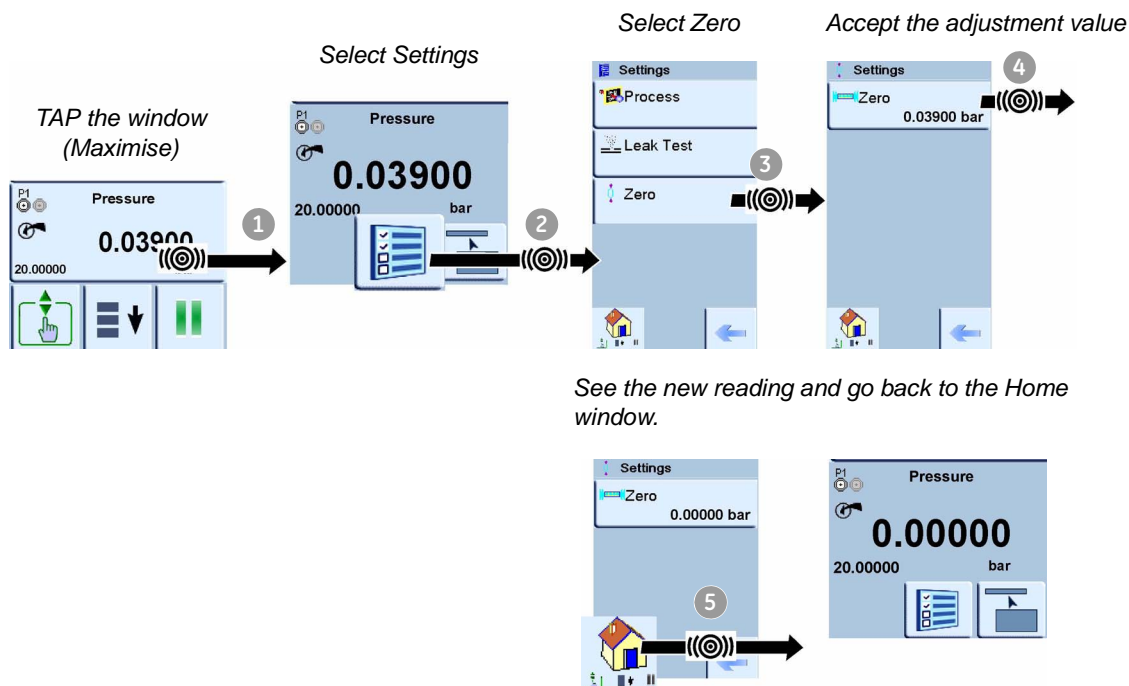 TAP the window
(Maximise)
P1
Pressure
0.03900
20.00000
1
Select Settings
P1
Pressure
0.03900
20.00000
bar
2
Select Zero
Settings
Process
Leak Test
Zero
3
Accept the adjustment value
Settings
Zero
0.03900 bar
4
See the new reading and go back to the Home
window.
Settings
Zero
0.00000 bar
5
P1
Pressure
0.00000
20.00000
bar